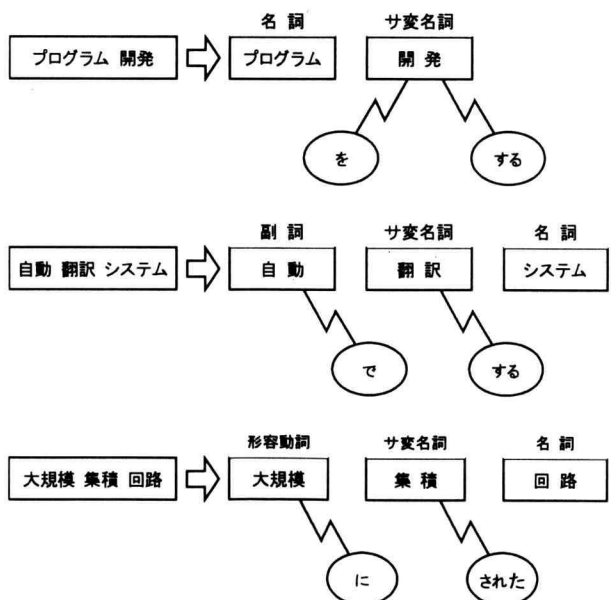 名 詞 サ変名詞
プログラム 開発 プログラム 開 発
を する
副 詞 サ変名詞 名 詞
自動 翻訳 システム 自 動 翻 訳 システム
で する
形容動詞 サ変名詞 名 詞
大規模 集積 回路 大規模 集 積 回 路
に された